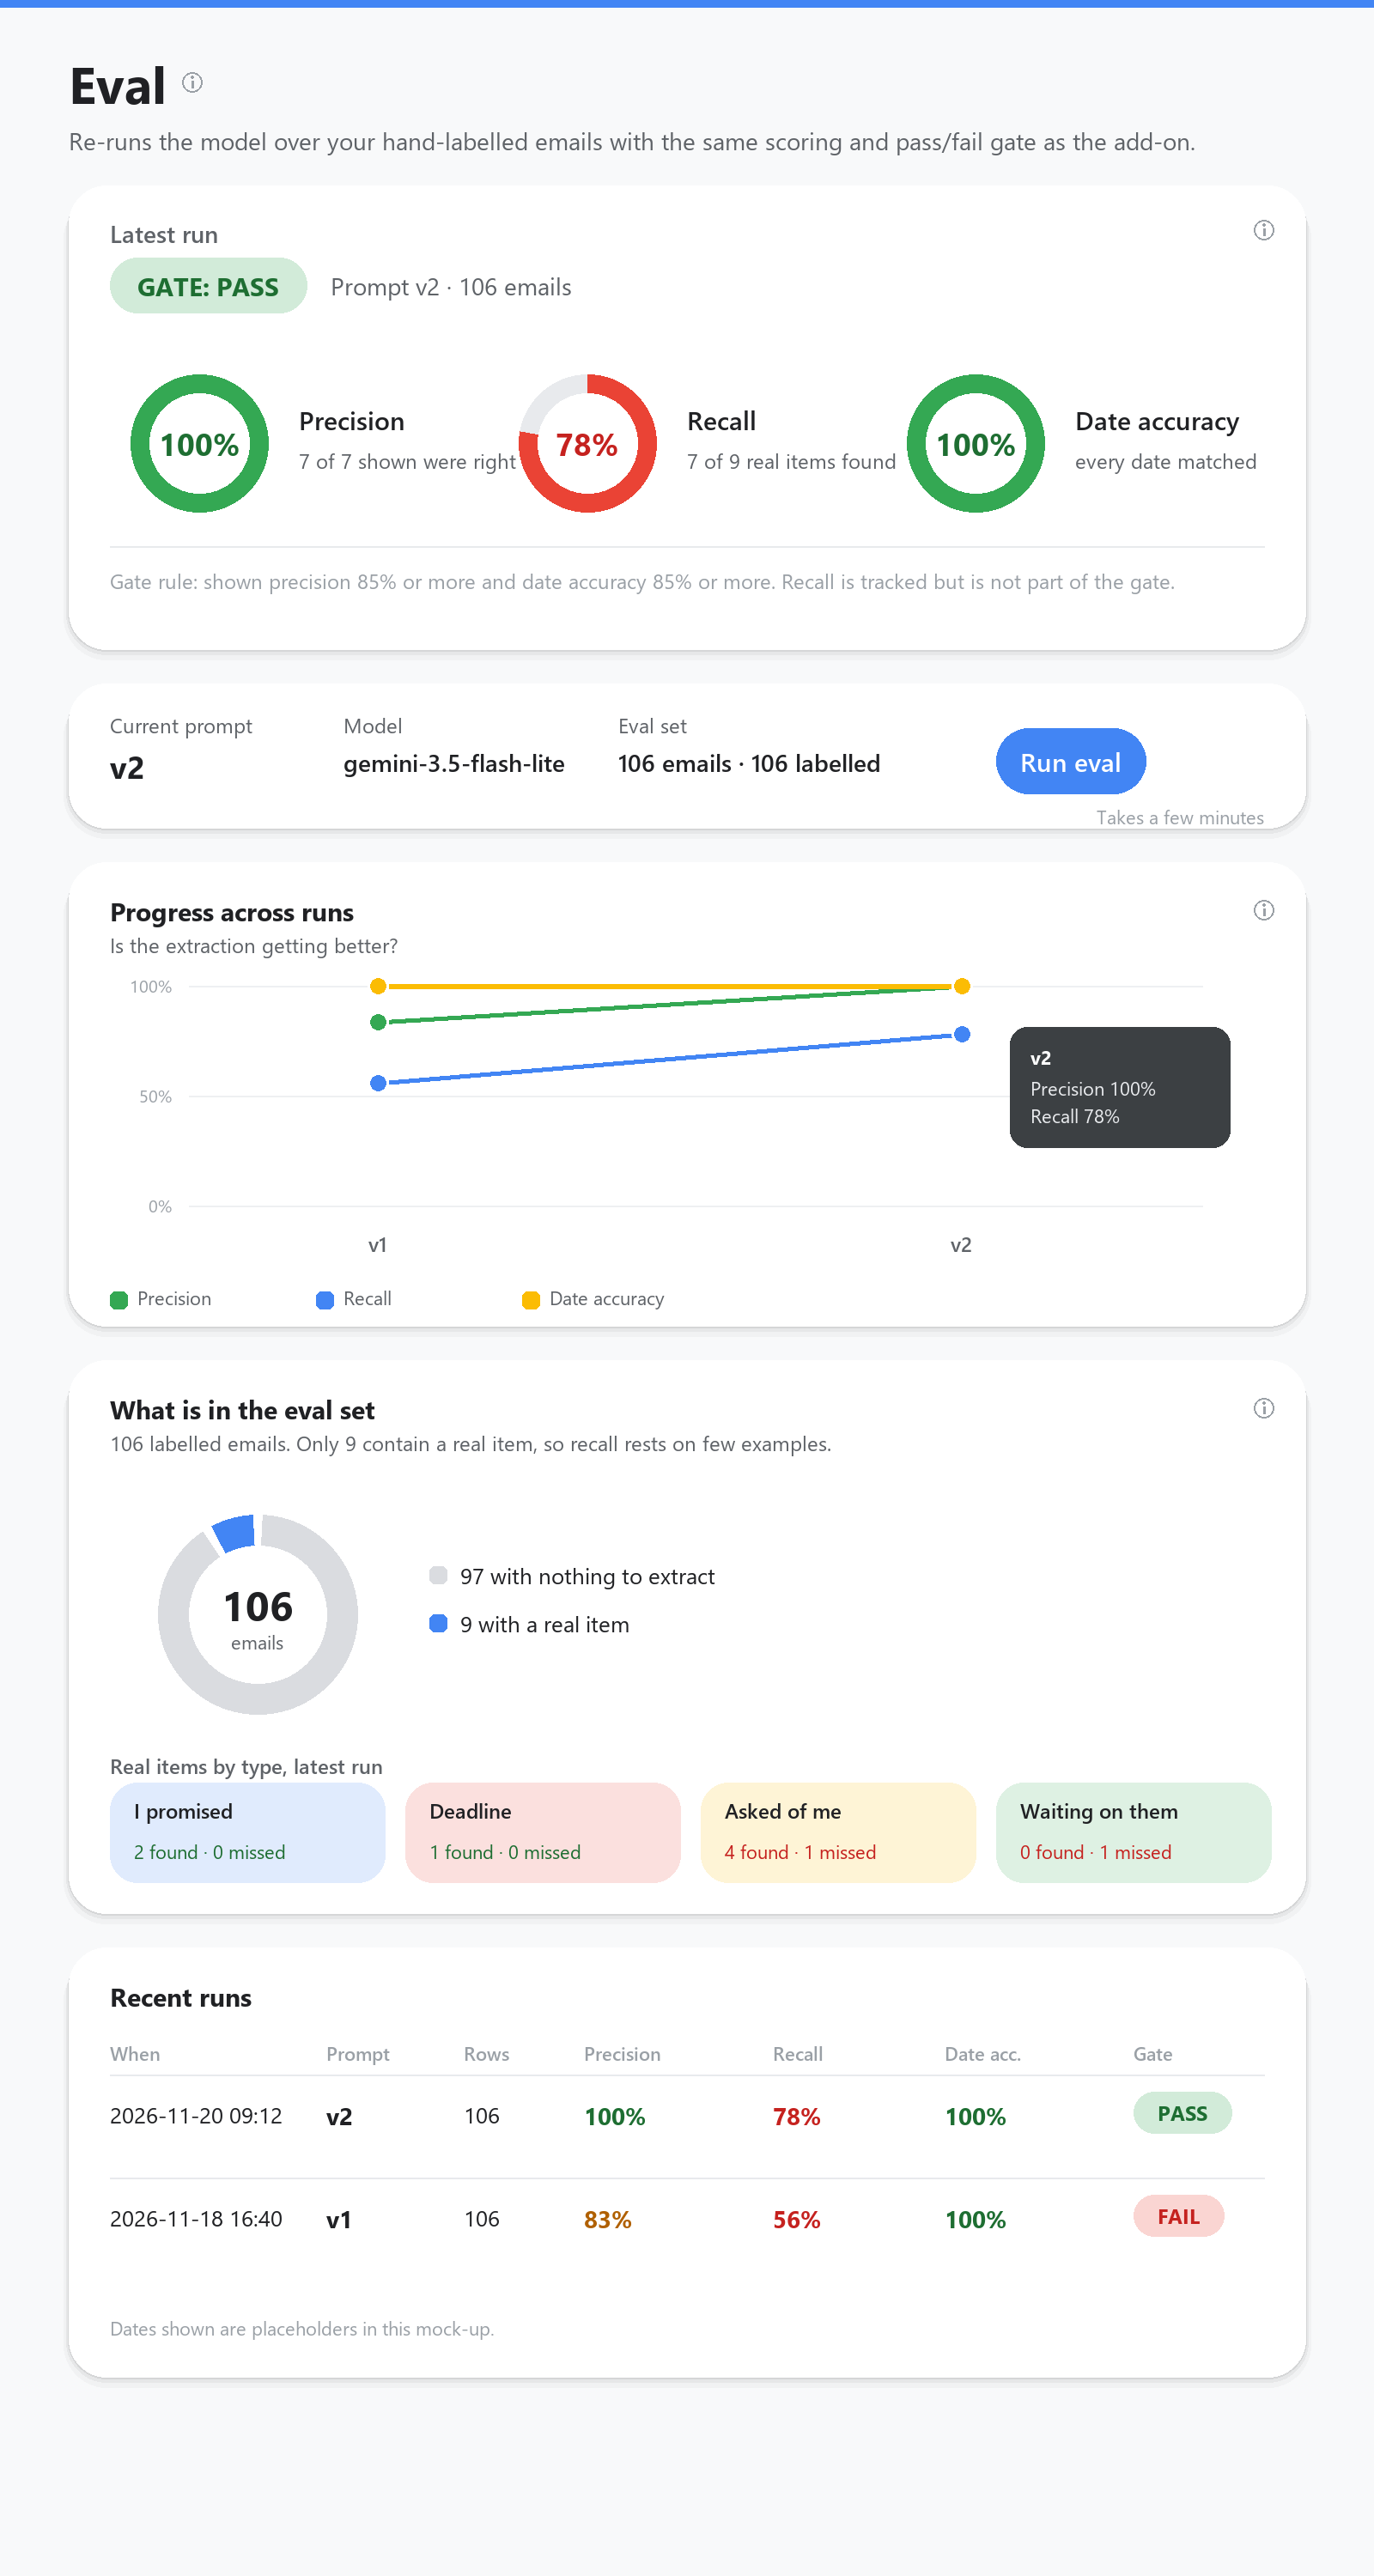 Eval
Re-runs the model over your hand-labelled emails with the same scoring and pass/fail gate as the add-on.
Latest run
GATE: PASS Prompt v2 · 106 emails
100% Precision
7 of 7 shown were right
78% Recall
7 of 9 real items found
100% Date accuracy
every date matched
Gate rule: shown precision 85% or more and date accuracy 85% or more. Recall is tracked but is not part of the gate.
Current prompt Model Eval set
v2 gemini-3.5-flash-lite 106 emails · 106 labelled Run eval
Takes a few minutes
Progress across runs
Is the extraction getting better?
100%
50%
0%
v2
Precision 100%
Recall 78%
v1 v2
Precision Recall Date accuracy
What is in the eval set
106 labelled emails. Only 9 contain a real item, so recall rests on few examples.
106
emails
97 with nothing to extract
9 with a real item
Real items by type, latest run
I promised
2 found · 0 missed
Deadline
1 found · 0 missed
Asked of me
4 found · 1 missed
Waiting on them
0 found · 1 missed
Recent runs
When Prompt Rows Precision Recall Date acc. Gate
2026-11-20 09:12 v2 106 100% 78% 100% PASS
2026-11-18 16:40 v1 106 83% 56% 100% FAIL
Dates shown are placeholders in this mock-up.